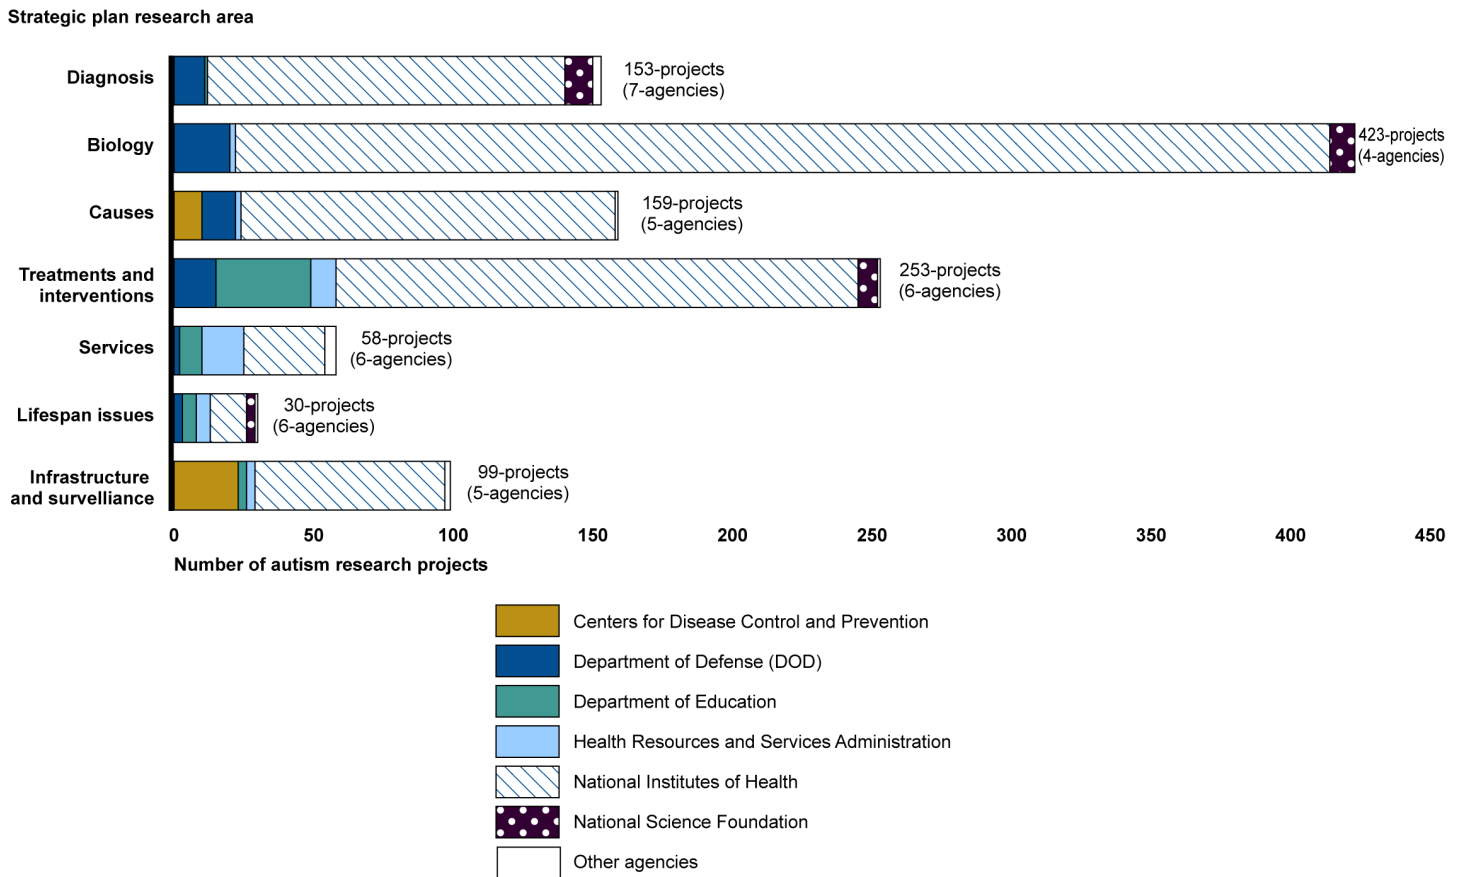 Strategic plan research area
Diagnosis
153-projects
(7-agencies)
Biology
423-projects
(4-agencies)
Causes
159-projects
(5-agencies)
Treatments and
interventions
253-projects
(6-agencies)
Services
58-projects
(6-agencies)
Lifespan issues
30-projects
(6-agencies)
Infrastructure
and survelliance
99-projects
(5-agencies)
0 50 100 150 200 250 300 350 400 450
Number of autism research projects
Centers for Disease Control and Prevention
Department of Defense (DOD)
Department of Education
Health Resources and Services Administration
National Institutes of Health
National Science Foundation
Other agencies